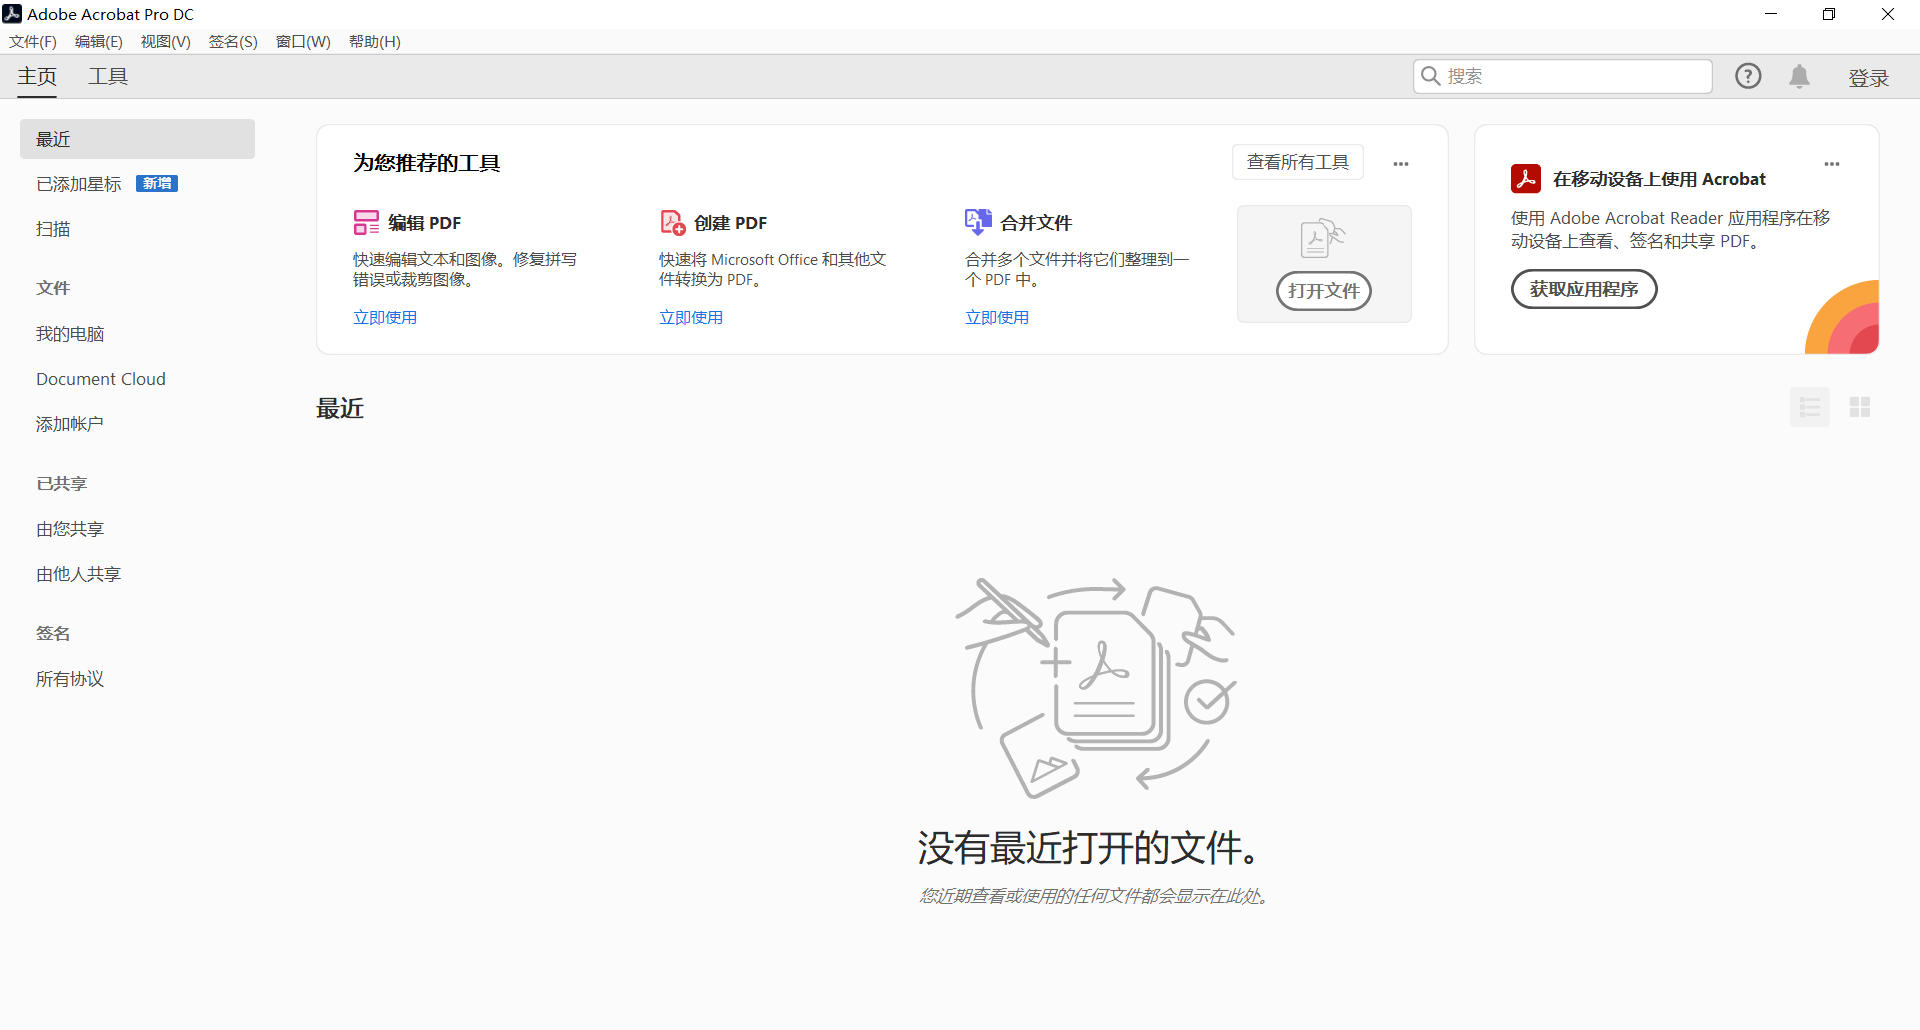 Adobe Acrobat Pro DC
文件(F) 编辑(E) 视图(V) 签名(S) 窗口(W) 帮助(H)
主页 工具 搜索 登录
最近
已添加星标 新增
扫描
文件
我的电脑
Document Cloud
添加帐户
已共享
由您共享
由他人共享
签名
所有协议
为您推荐的工具 查看所有工具
编辑 PDF
快速编辑文本和图像。修复拼写
错误或裁剪图像。
立即使用
创建 PDF
快速将 Microsoft Office 和其他文
件转换为 PDF。
立即使用
合并文件
合并多个文件并将它们整理到一
个 PDF 中。
立即使用
打开文件
在移动设备上使用 Acrobat
使用 Adobe Acrobat Reader 应用程序在移
动设备上查看、签名和共享 PDF。
获取应用程序
最近
没有最近打开的文件。
您近期查看或使用的任何文件都会显示在此处。